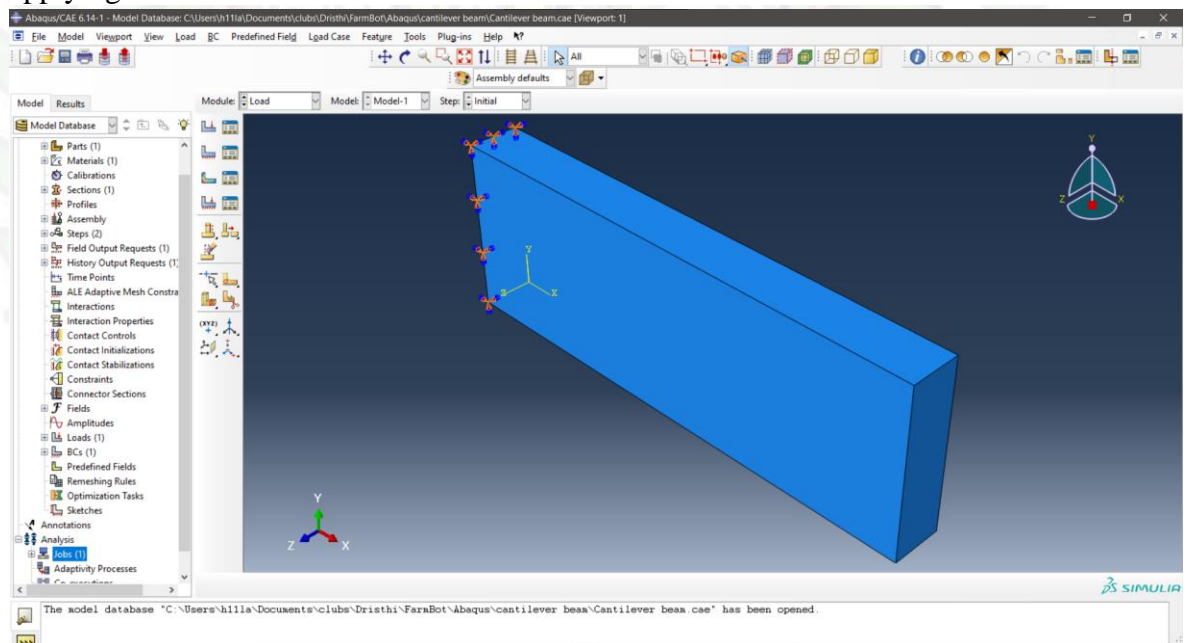 Abaqus/CAE 6.14-1 - Model Database: C:\Users\h11la\Documents\clubs\Dristhi\FarmBot\Abaqus\cantilever beam\Cantilever beam.cae [Viewport: 1]
File Model Viewport View Load BC Predefined Field Load Case Feature Tools Plug-ins Help
All
Assembly defaults
Model Results
Module: Load Model: Model-1 Step: Initial
Model Database
Parts (1)
Materials (1)
Calibrations
Sections (1)
Profiles
Assembly
Steps (2)
Field Output Requests (1)
History Output Requests (1)
Time Points
ALE Adaptive Mesh Constra
Interactions
Interaction Properties
Contact Controls
Contact Initializations
Contact Stabilizations
Constraints
Connector Sections
Fields
Amplitudes
Loads (1)
BCs (1)
Predefined Fields
Remeshing Rules
Optimization Tasks
Sketches
Annotations
Analysis
Jobs (1)
Adaptivity Processes
(XYZ)
Y
Z X
Y
Z X
Y
Z X
SIMULIA
The model database "C:\Users\h11la\Documents\clubs\Dristhi\FarmBot\Abaqus\cantilever beam\Cantilever beam.cae" has been opened.